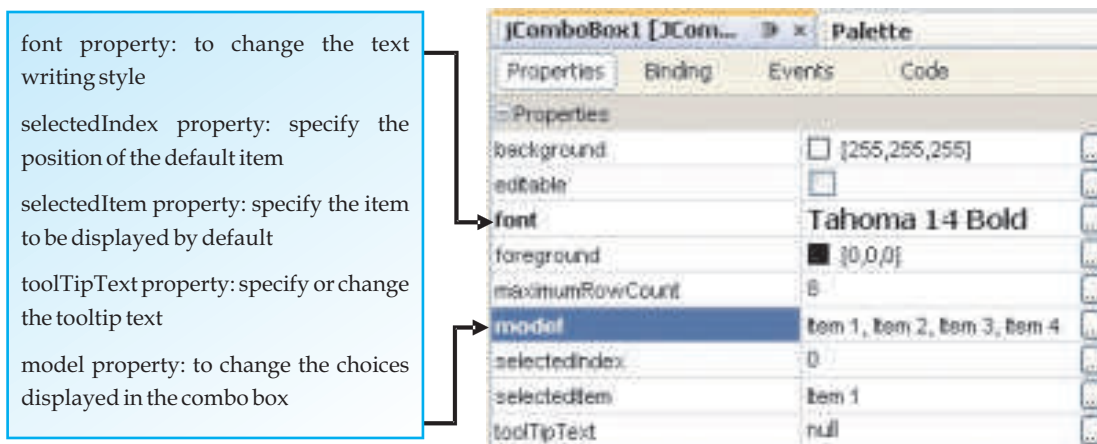 font property: to change the text
writing style
selectedIndex property: specify the
position of the default item
selectedItem property: specify the item
to be displayed by default
toolTipText property: specify or change
the tooltip text
model property: to change the choices
displayed in the combo box
jComboBox1 [JCom... Palette
Properties Binding Events Code
Properties
background [255,255,255] ...
editable ...
font Tahoma 14 Bold ...
foreground [0,0,0] ...
maximumRowCount 8 ...
model Item 1, Item 2, Item 3, Item 4 ...
selectedIndex 0 ...
selectedItem Item 1 ...
toolTipText null ...